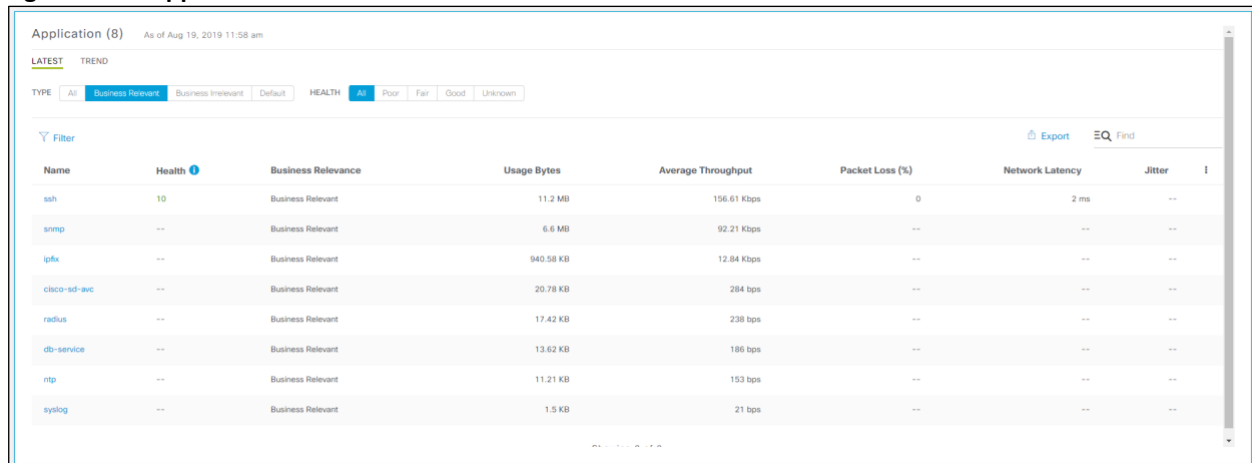 Application (8) As of Aug 19, 2019 11:58 am
LATEST TREND
TYPE All Business Relevant Business Irrelevant Default HEALTH All Poor Fair Good Unknown
Filter Export Find
Name Health Business Relevance Usage Bytes Average Throughput Packet Loss (%) Network Latency Jitter
ssh 10 Business Relevant 11.2 MB 156.61 Kbps 0 2 ms --
snmp -- Business Relevant 6.6 MB 92.21 Kbps -- -- --
ipfix -- Business Relevant 940.58 KB 12.84 Kbps -- -- --
cisco-sd-avc -- Business Relevant 20.78 KB 284 bps -- -- --
radius -- Business Relevant 17.42 KB 238 bps -- -- --
db-service -- Business Relevant 13.62 KB 186 bps -- -- --
ntp -- Business Relevant 11.21 KB 153 bps -- -- --
syslog -- Business Relevant 1.5 KB 21 bps -- -- --